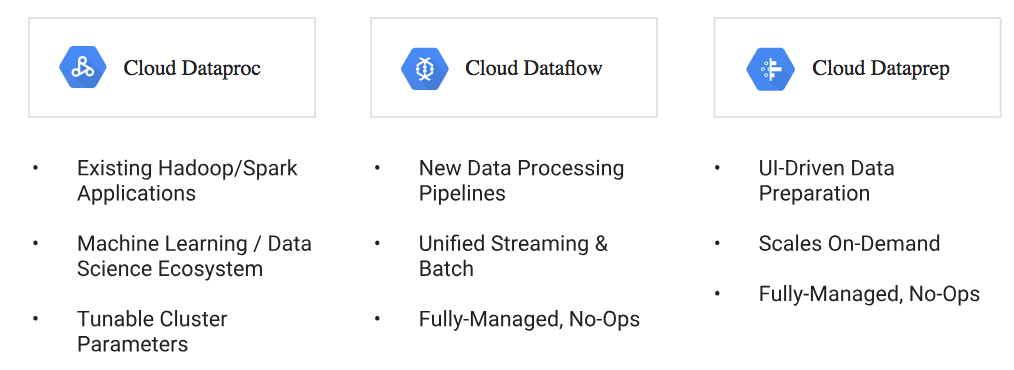 Cloud Dataproc
• Existing Hadoop/Spark
Applications
• Machine Learning / Data
Science Ecosystem
• Tunable Cluster
Parameters
Cloud Dataflow
• New Data Processing
Pipelines
• Unified Streaming &
Batch
• Fully-Managed, No-Ops
Cloud Dataprep
• UI-Driven Data
Preparation
• Scales On-Demand
• Fully-Managed, No-Ops